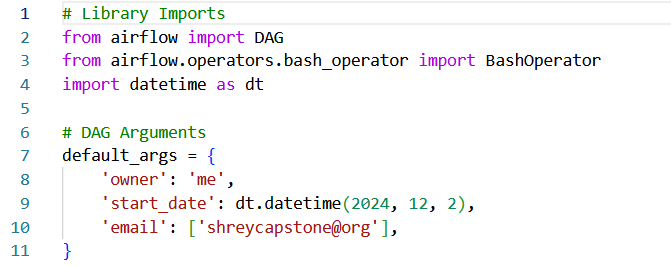 1 # Library Imports
2 from airflow import DAG
3 from airflow.operators.bash_operator import BashOperator
4 import datetime as dt
5
6 # DAG Arguments
7 default_args = {
8     'owner': 'me',
9     'start_date': dt.datetime(2024, 12, 2),
10     'email': ['shreycapstone@org'],
11 }